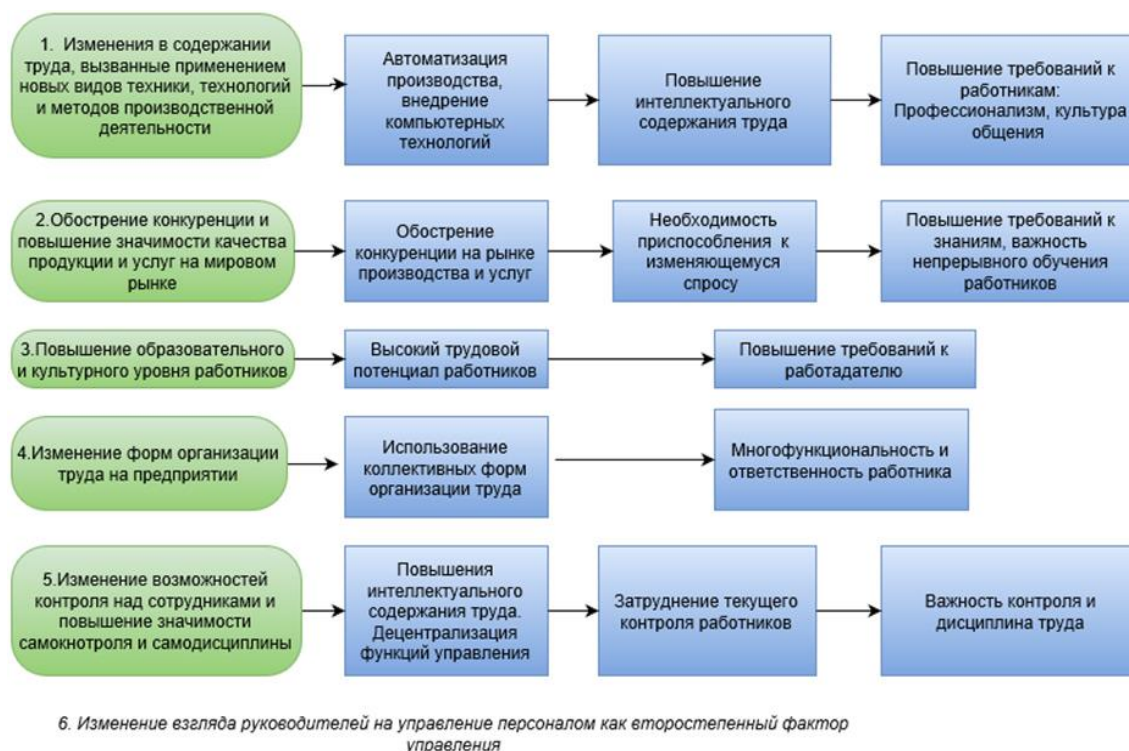 1. Изменения в содержании
труда, вызванные применением
новых видов техники, технологий
и методов производственной
деятельности
Автоматизация
производства,
внедрение
компьютерных
технологий
Повышение
интеллектуального
содержания труда
Повышение требований к
работникам:
Профессионализм, культура
общения
2.Обострение конкуренции и
повышение значимости качества
продукции и услуг на мировом
рынке
Обострение
конкуренции на рынке
производства и услуг
Необходимость
приспособления к
изменяющемуся
спросу
Повышение требований к
знаниям, важность
непрерывного обучения
работников
3.Повышение образовательного
и культурного уровня работников
Высокий трудовой
потенциал работников
Повышение требований к
работадателю
4.Изменение форм организации
труда на предприятии
Использование
коллективных форм
организации труда
Многофункциональность и
ответственность работника
5.Изменение возможностей
контроля над сотрудниками и
повышение значимости
самокнотроля и самодисциплины
Повышения
интеллектуального
содержания труда.
Децентрализация
функций управления
Затруднение текущего
контроля работников
Важность контроля и
дисциплина труда
6. Изменение взгляда руководителей на управление персоналом как второстепенный фактор
управления